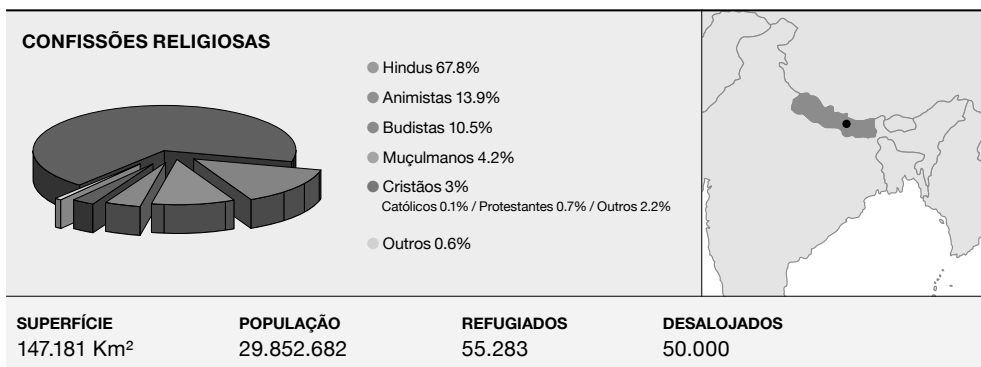 CONFISSÕES RELIGIOSAS
Hindus 67.8%
Animistas 13.9%
Budistas 10.5%
Muçulmanos 4.2%
Cristãos 3%
Católicos 0.1% / Protestantes 0.7% / Outros 2.2%
Outros 0.6%
SUPERFÍCIE POPULAÇÃO REFUGIADOS DESALOJADOS
147.181 Km² 29.852.682 55.283 50.000